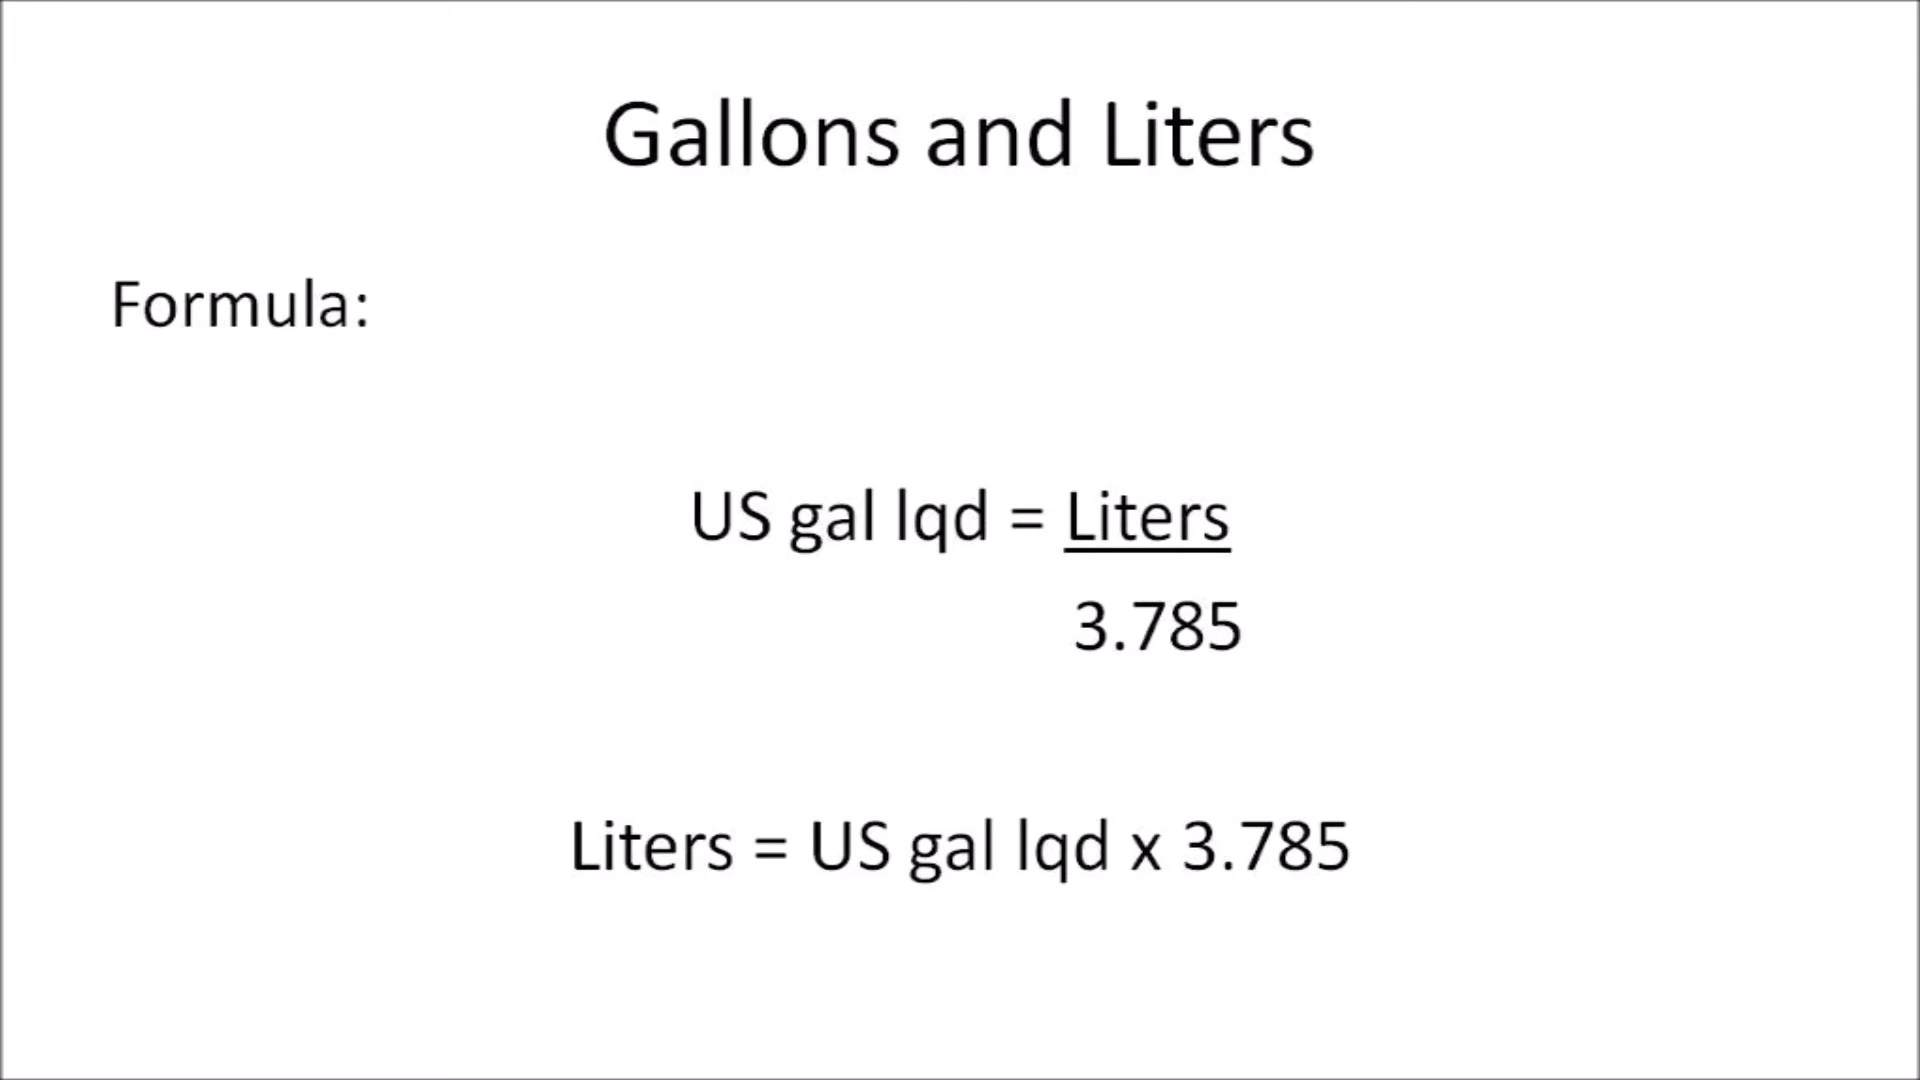 Gallons and Liters
Formula:
US gal lqd = Liters
3.785
Liters = US gal lqd x 3.785